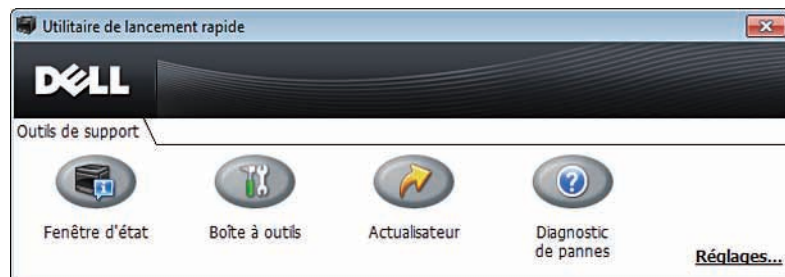 Utilitaire de lancement rapide
DELL
Outils de support
Fenêtre d'état
Boîte à outils
Actualisateur
Diagnostic
de pannes
Réglages...